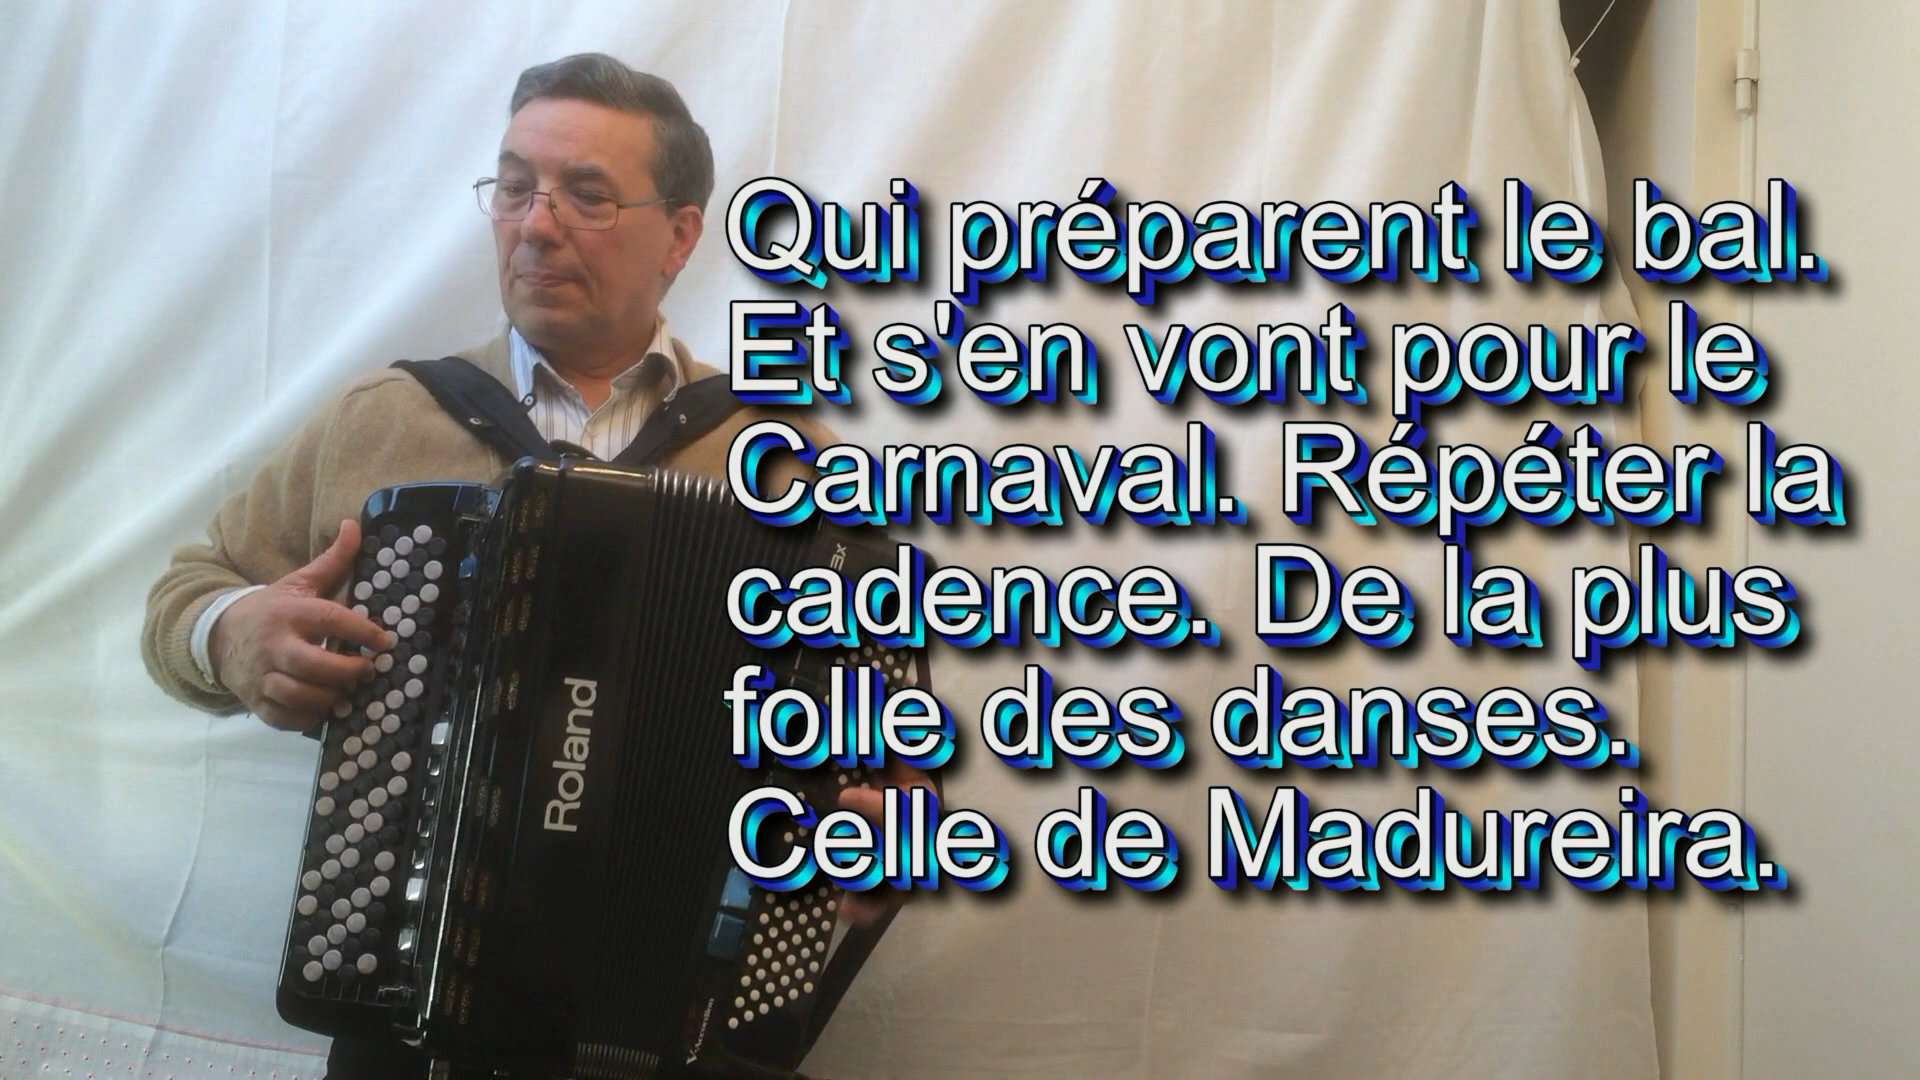 Qui préparent le bal.
Et s'en vont pour le
Carnaval. Répéter la
cadence. De la plus
folle des danses.
Celle de Madureira.
Roland
V-Accordion